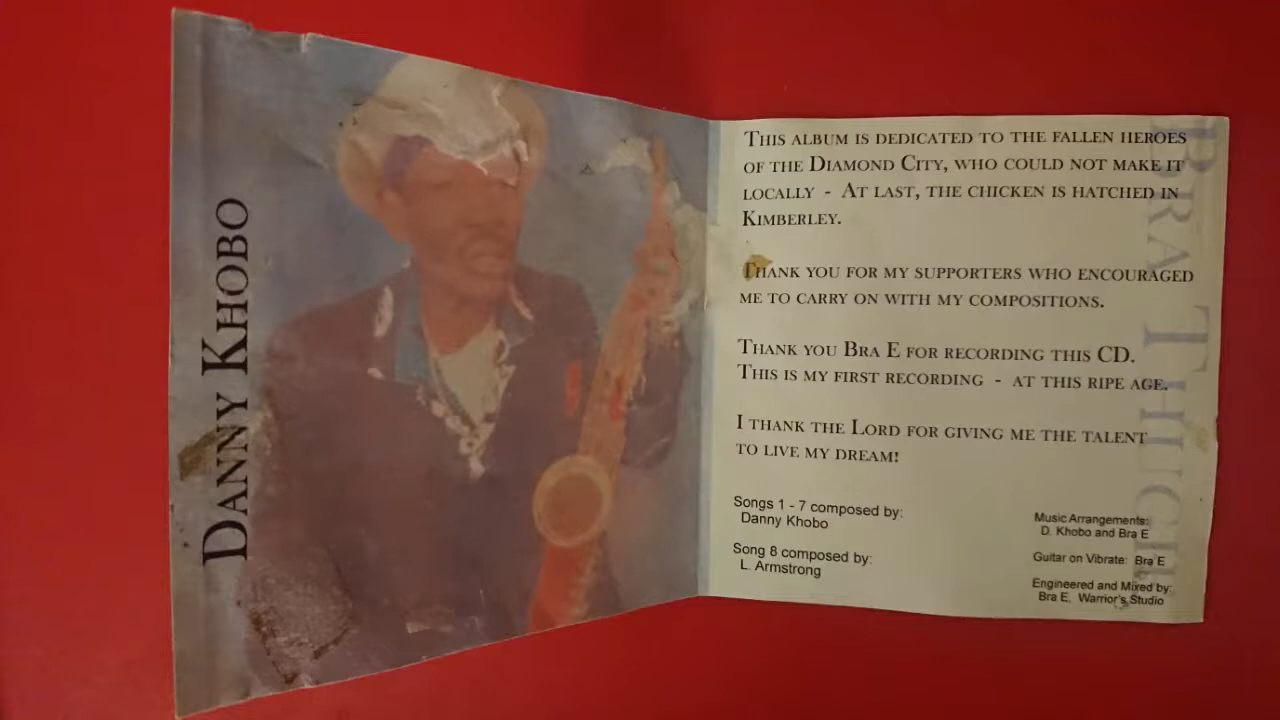 DANNY KHOBO
THIS ALBUM IS DEDICATED TO THE FALLEN HEROES
OF THE DIAMOND CITY, WHO COULD NOT MAKE IT
LOCALLY - AT LAST, THE CHICKEN IS HATCHED IN
KIMBERLEY.
THANK YOU FOR MY SUPPORTERS WHO ENCOURAGED
ME TO CARRY ON WITH MY COMPOSITIONS.
THANK YOU BRA E FOR RECORDING THIS CD.
THIS IS MY FIRST RECORDING - AT THIS RIPE AGE.
I THANK THE LORD FOR GIVING ME THE TALENT
TO LIVE MY DREAM!
Songs 1 - 7 composed by:
Danny Khobo
Song 8 composed by:
L. Armstrong
Music Arrangements:
D. Khobo and Bra E
Guitar on Vibrate: Bra E
Engineered and Mixed by:
Bra E, Warrior's Studio
BRA